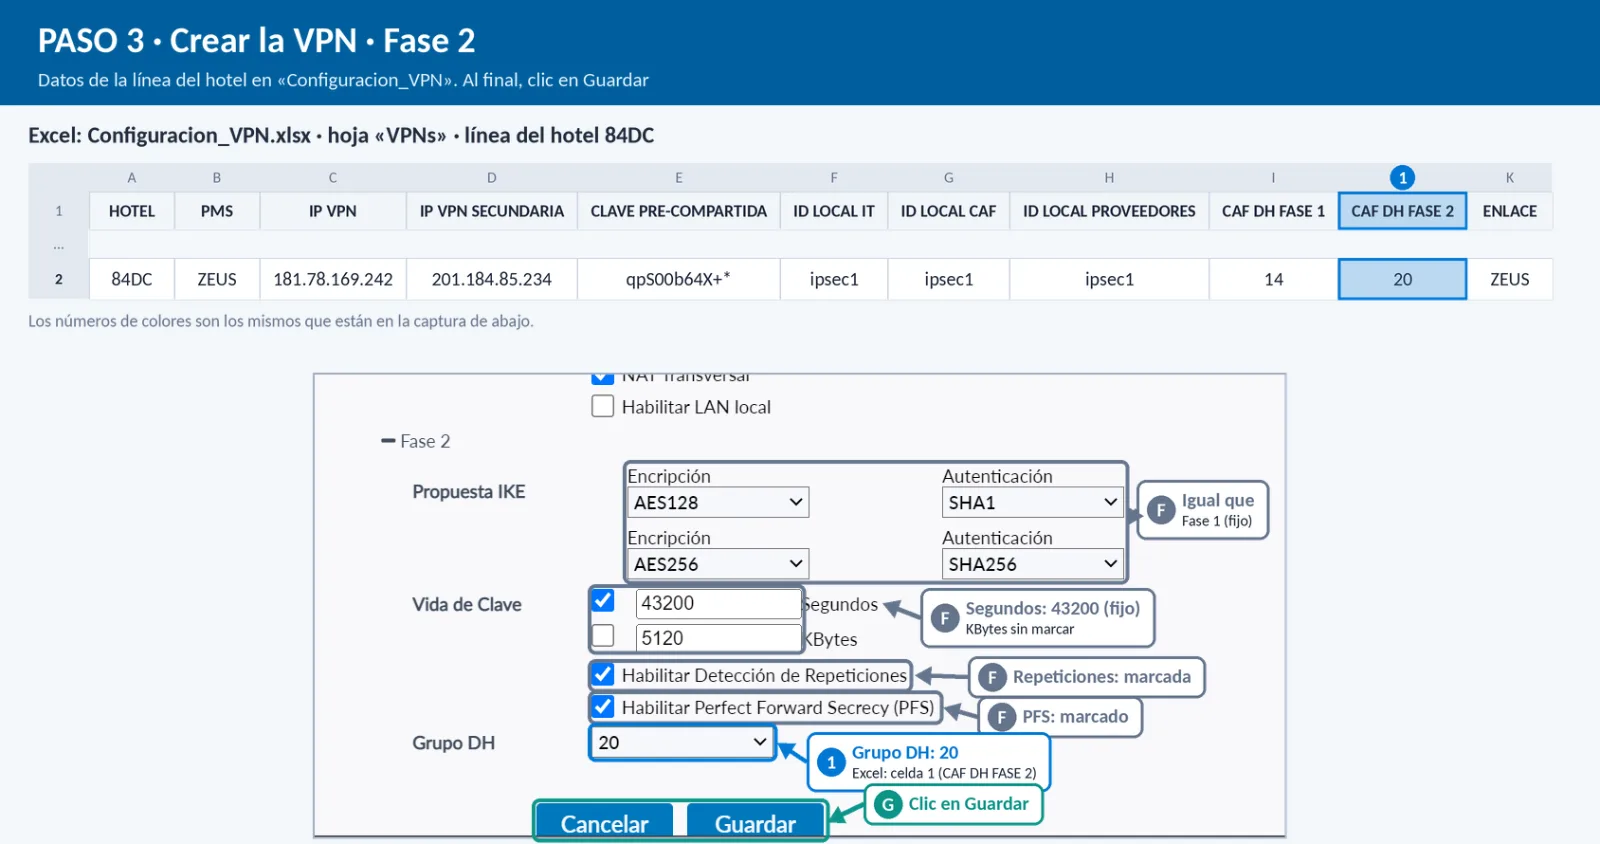 PASO 3 · Crear la VPN · Fase 2
Datos de la línea del hotel en «Configuracion_VPN». Al final, clic en Guardar
Excel: Configuracion_VPN.xlsx · hoja «VPNs» · línea del hotel 84DC
A B C D E F G H I 1 K
1 HOTEL PMS IP VPN IP VPN SECUNDARIA CLAVE PRE-COMPARTIDA ID LOCAL IT ID LOCAL CAF ID LOCAL PROVEEDORES CAF DH FASE 1 CAF DH FASE 2 ENLACE
...
2 84DC ZEUS 181.78.169.242 201.184.85.234 qpS00b64X+* ipsec1 ipsec1 ipsec1 14 20 ZEUS
Los números de colores son los mismos que están en la captura de abajo.
NAT Transversal
Habilitar LAN local
Fase 2
Encripción Autenticación
Propuesta IKE AES128 SHA1
F Igual que
Fase 1 (fijo)
Encripción Autenticación
AES256 SHA256
Vida de Clave 43200 Segundos
F Segundos: 43200 (fijo)
KBytes sin marcar
5120 KBytes
Habilitar Detección de Repeticiones F Repeticiones: marcada
Habilitar Perfect Forward Secrecy (PFS) F PFS: marcado
Grupo DH 20
1 Grupo DH: 20
Excel: celda 1 (CAF DH FASE 2)
G Clic en Guardar
Cancelar Guardar